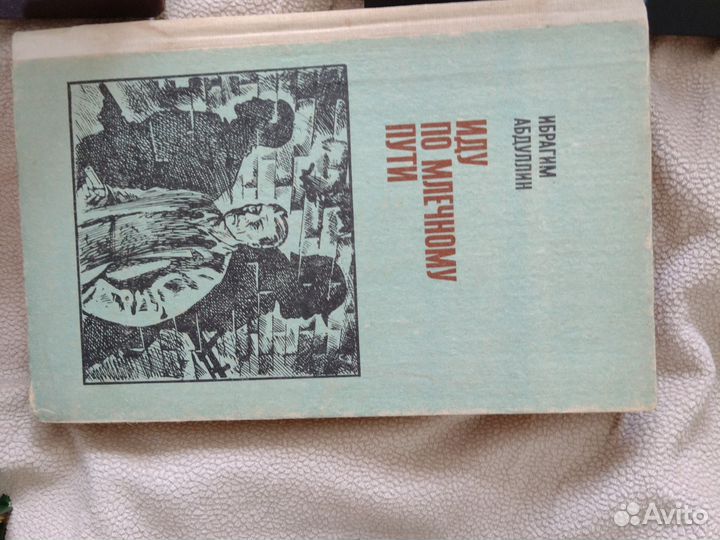 ИБРАГИМ
АБДУЛЛИН
ИДУ
ПО МЛЕЧНОМУ
ПУТИ
Avito